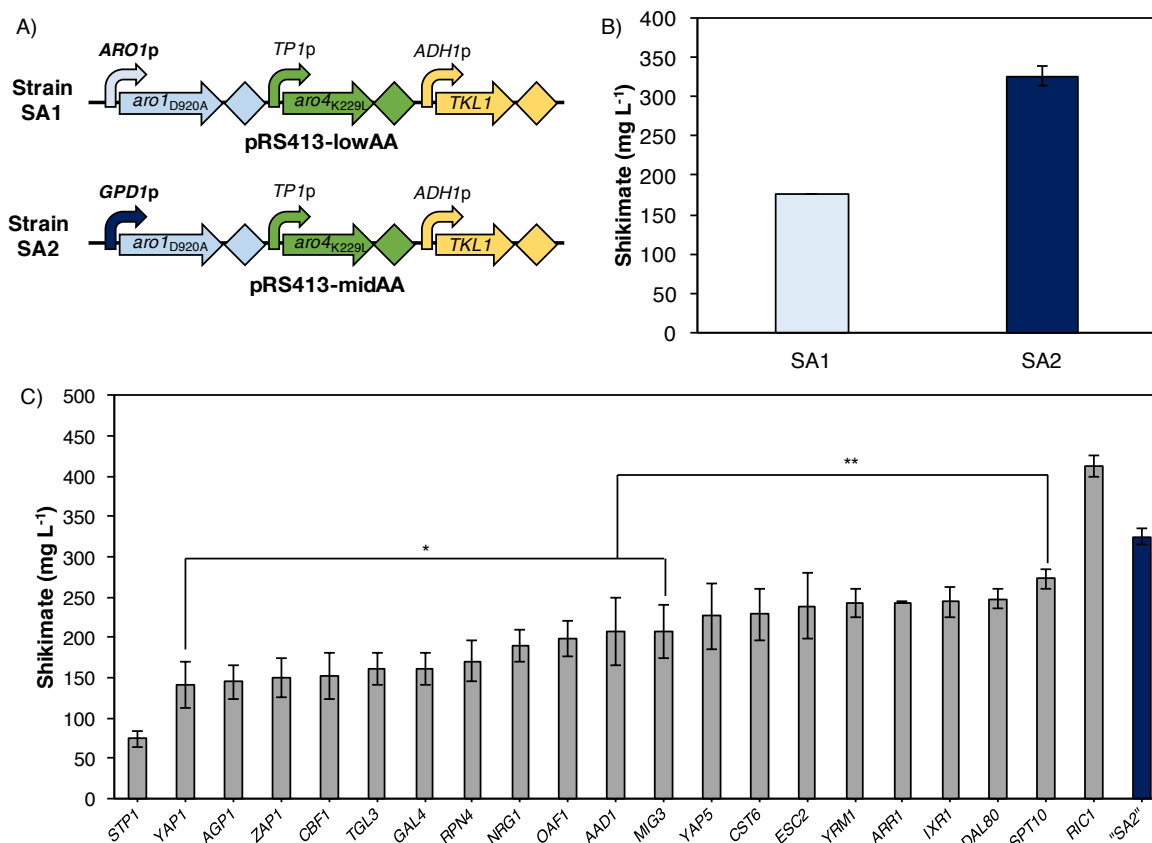 A)
ARO1p TP1p ADH1p
Strain SA1
aro1D920A aro4K229L TKL1
pRS413-lowAA
GPD1p TP1p ADH1p
Strain SA2
aro1D920A aro4K229L TKL1
pRS413-midAA
B)
Shikimate (mg L-1)
400
350
300
250
200
150
100
50
0
SA1 SA2
C)
Shikimate (mg L-1)
500
450
400
350
300
250
200
150
100
50
0
*
**
STP1 YAP1 AGP1 ZAP1 CBF1 TGL3 GAL4 RPN4 NRG1 OAF1 AAD1 MIG3 YAP5 CST6 ESC2 YRM1 ARR1 IXR1 DAL80 SPT10 RIC1 "SA2"